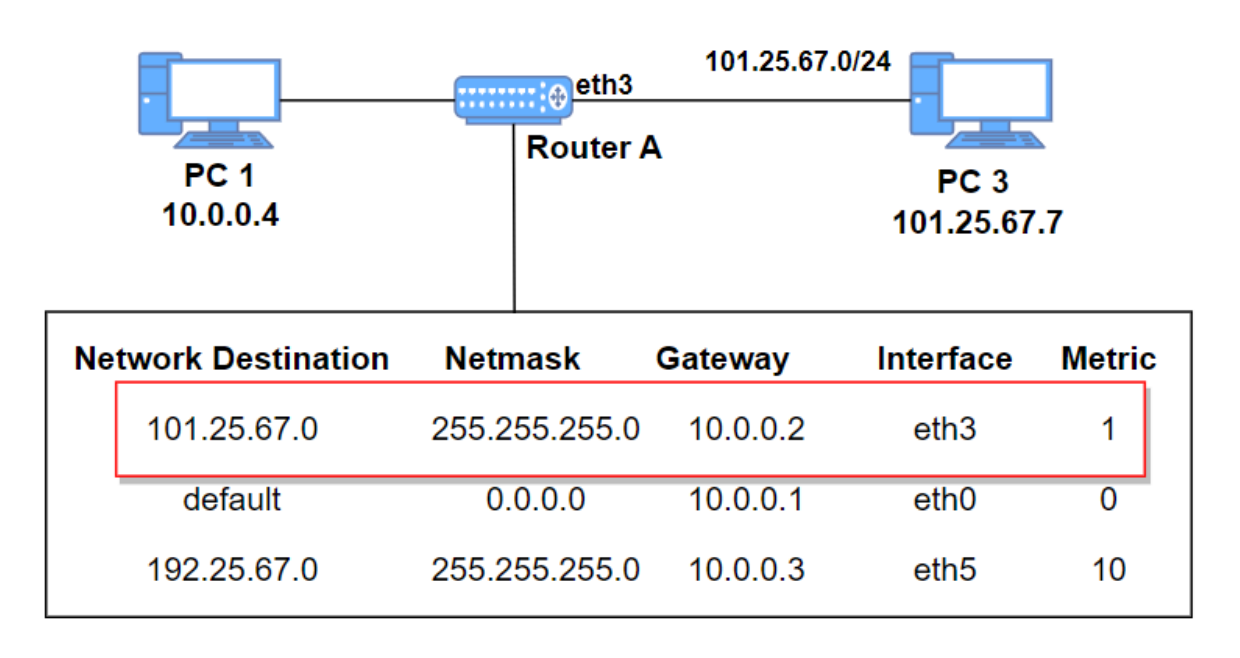 101.25.67.0/24
eth3
Router A
PC 1
10.0.0.4
PC 3
101.25.67.7
Network Destination Netmask Gateway Interface Metric
101.25.67.0 255.255.255.0 10.0.0.2 eth3 1
default 0.0.0.0 10.0.0.1 eth0 0
192.25.67.0 255.255.255.0 10.0.0.3 eth5 10